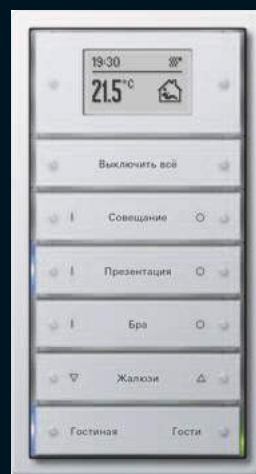 19:30
21.5°C
Выключить всё
I Совещание O
I Презентация O
I Бра O
Жалюзи
Гостиная Гости